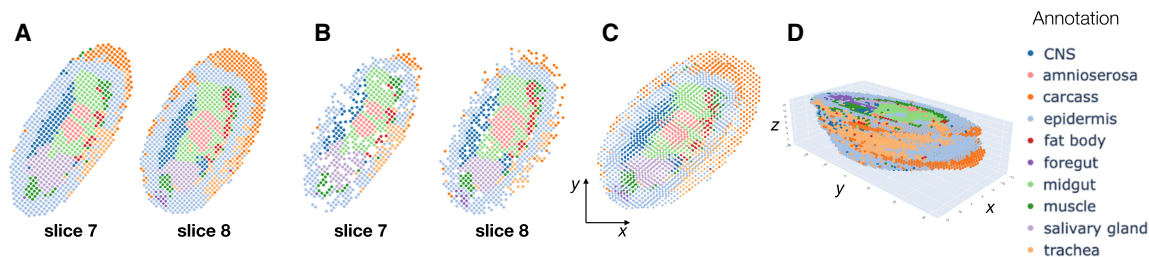 A
B
C
D
slice 7
slice 8
slice 7
slice 8
y
x
z
y
x
Annotation
CNS
amnioserosa
carcass
epidermis
fat body
foregut
midgut
muscle
salivary gland
trachea